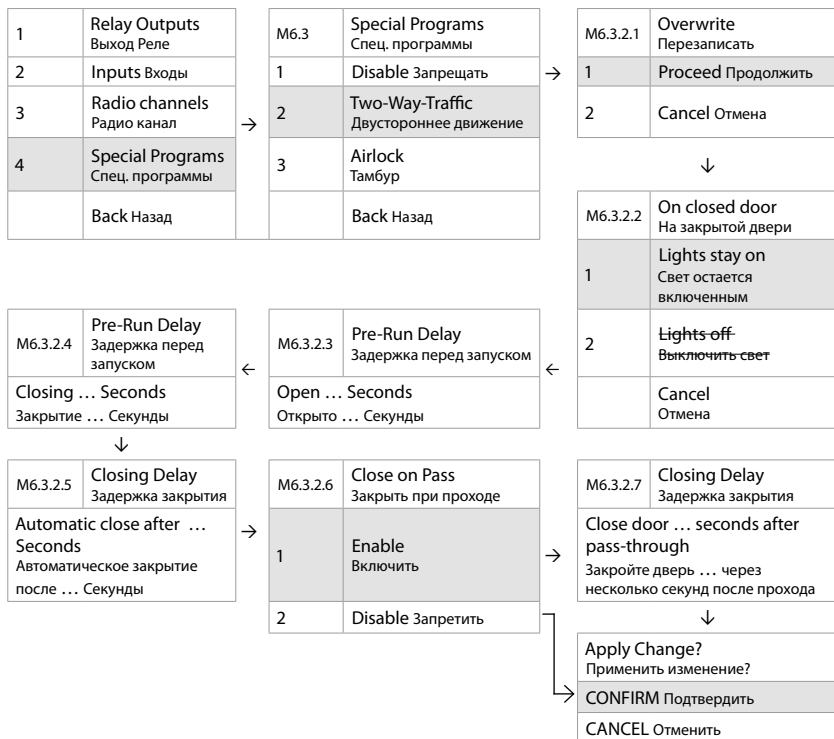 1 Relay Outputs
Выход Реле
2 Inputs Входы
3 Radio channels
Радио канал
4 Special Programs
Спец. программы
Back Назад
→
M6.3 Special Programs
Спец. программы
1 Disable Запрещать
2 Two-Way-Traffic
Двустороннее движение
3 Airlock
Тамбур
Back Назад
→
M6.3.2.1 Overwrite
Перезаписать
1 Proceed Продолжить
2 Cancel Отмена
↓
M6.3.2.2 On closed door
На закрытой двери
1 Lights stay on
Свет остается
включенным
2 Lights off
Выключить свет
Cancel
Отмена
←
M6.3.2.3 Pre-Run Delay
Задержка перед запуском
Open … Seconds
Открыто … Секунды
←
M6.3.2.4 Pre-Run Delay
Задержка перед
запуском
Closing … Seconds
Закрытие … Секунды
↓
M6.3.2.5 Closing Delay
Задержка закрытия
Automatic close after …
Seconds
Автоматическое закрытие
после … Секунды
→
M6.3.2.6 Close on Pass
Закрыть при проходе
1 Enable
Включить
2 Disable Запретить
→
M6.3.2.7 Closing Delay
Задержка закрытия
Close door … seconds after
pass-through
Закройте дверь … через
несколько секунд после прохода
↓
Apply Change?
Применить изменение?
CONFIRM Подтвердить
CANCEL Отменить